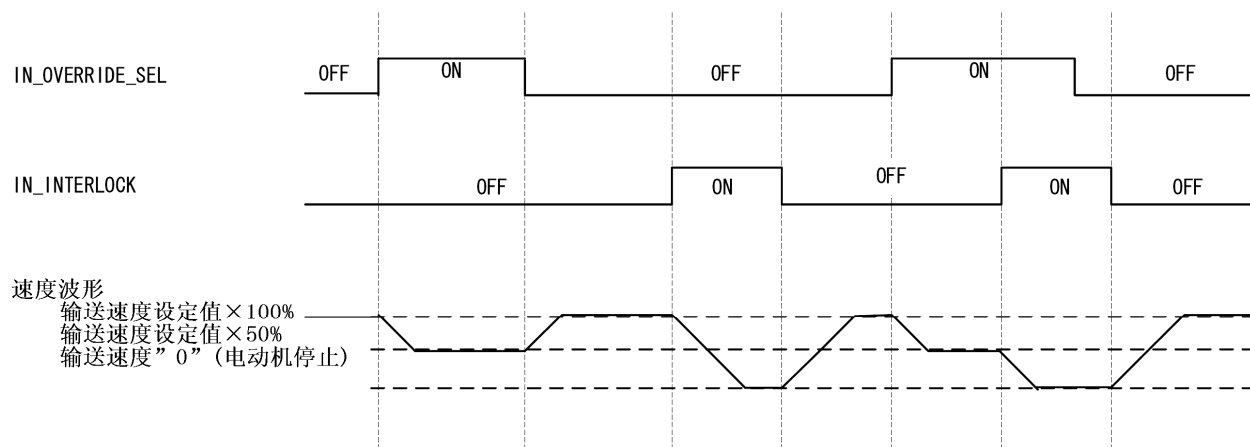 IN_OVERRIDE_SEL OFF ON OFF ON OFF
IN_INTERLOCK OFF ON OFF ON OFF
速度波形
输送速度设定值×100%
输送速度设定值×50%
输送速度”0”(电动机停止)